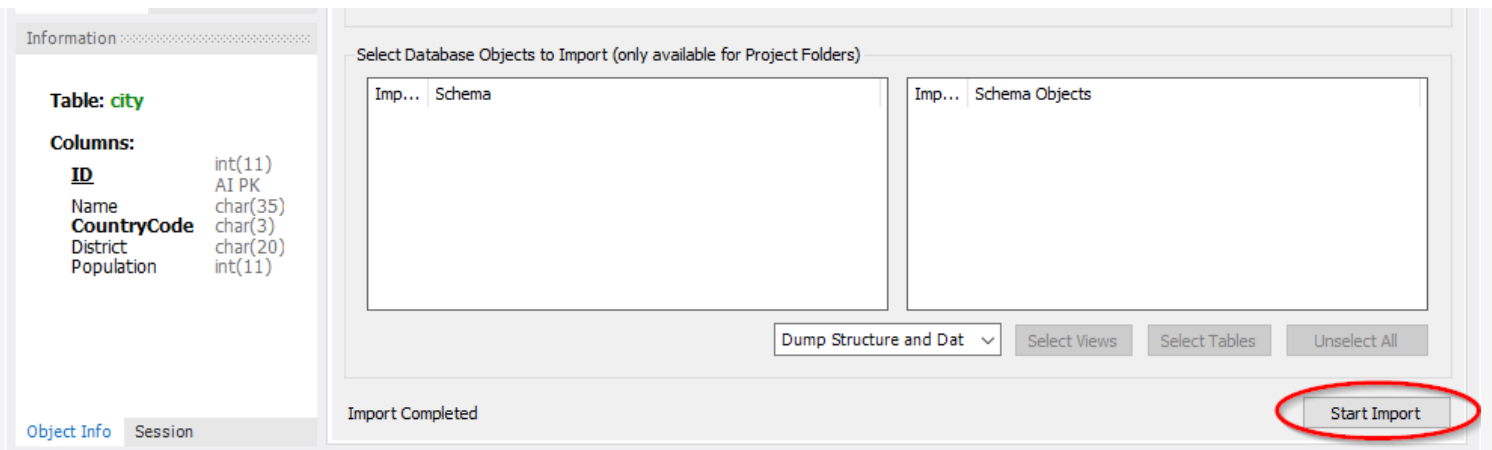 Information
Table: city
Columns:
ID int(11)
AI PK
Name char(35)
CountryCode char(3)
District char(20)
Population int(11)
Object Info Session
Select Database Objects to Import (only available for Project Folders)
Imp... Schema
Imp... Schema Objects
Dump Structure and Dat
Select Views Select Tables Unselect All
Import Completed
Start Import